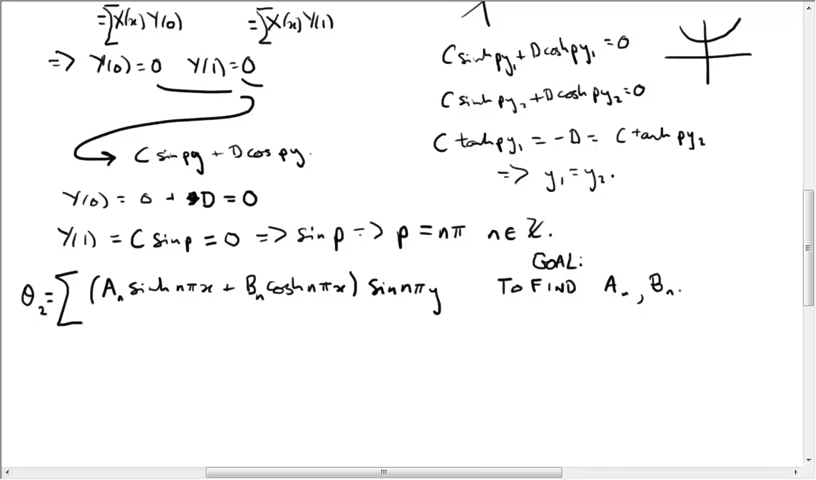 =∑X(x)Y(0) =∑X(x)Y(1)
=> Y(0)=0 Y(1)=0
C sin py + D cos py.
Y(0) = 0 + D = 0
Y(1) = C sin p = 0 => sin p => p = nπ n ∈ ℤ.
θ₂ = ∑ (Aₙ sinh nπx + Bₙ cosh nπx) sin nπy
C sinh py₁ + D cosh py₁ = 0
C sinh py₂ + D cosh py₂ = 0
C tanh py₁ = -D = C tanh py₂
=> y₁ = y₂.
GOAL:
TO FIND Aₙ, Bₙ.